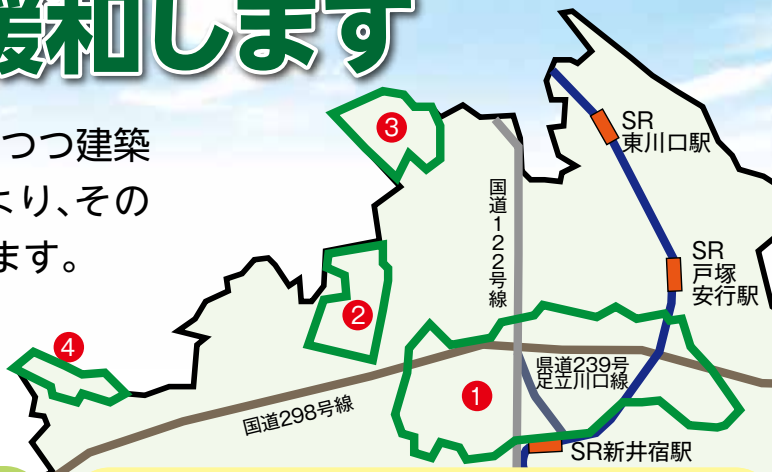 緩和します
つつ建築
より、その
ます。
③
②
④
①
SR
東川口駅
国道122号線
SR
戸塚
安行駅
県道239号
足立川口線
国道298号線
SR新井宿駅